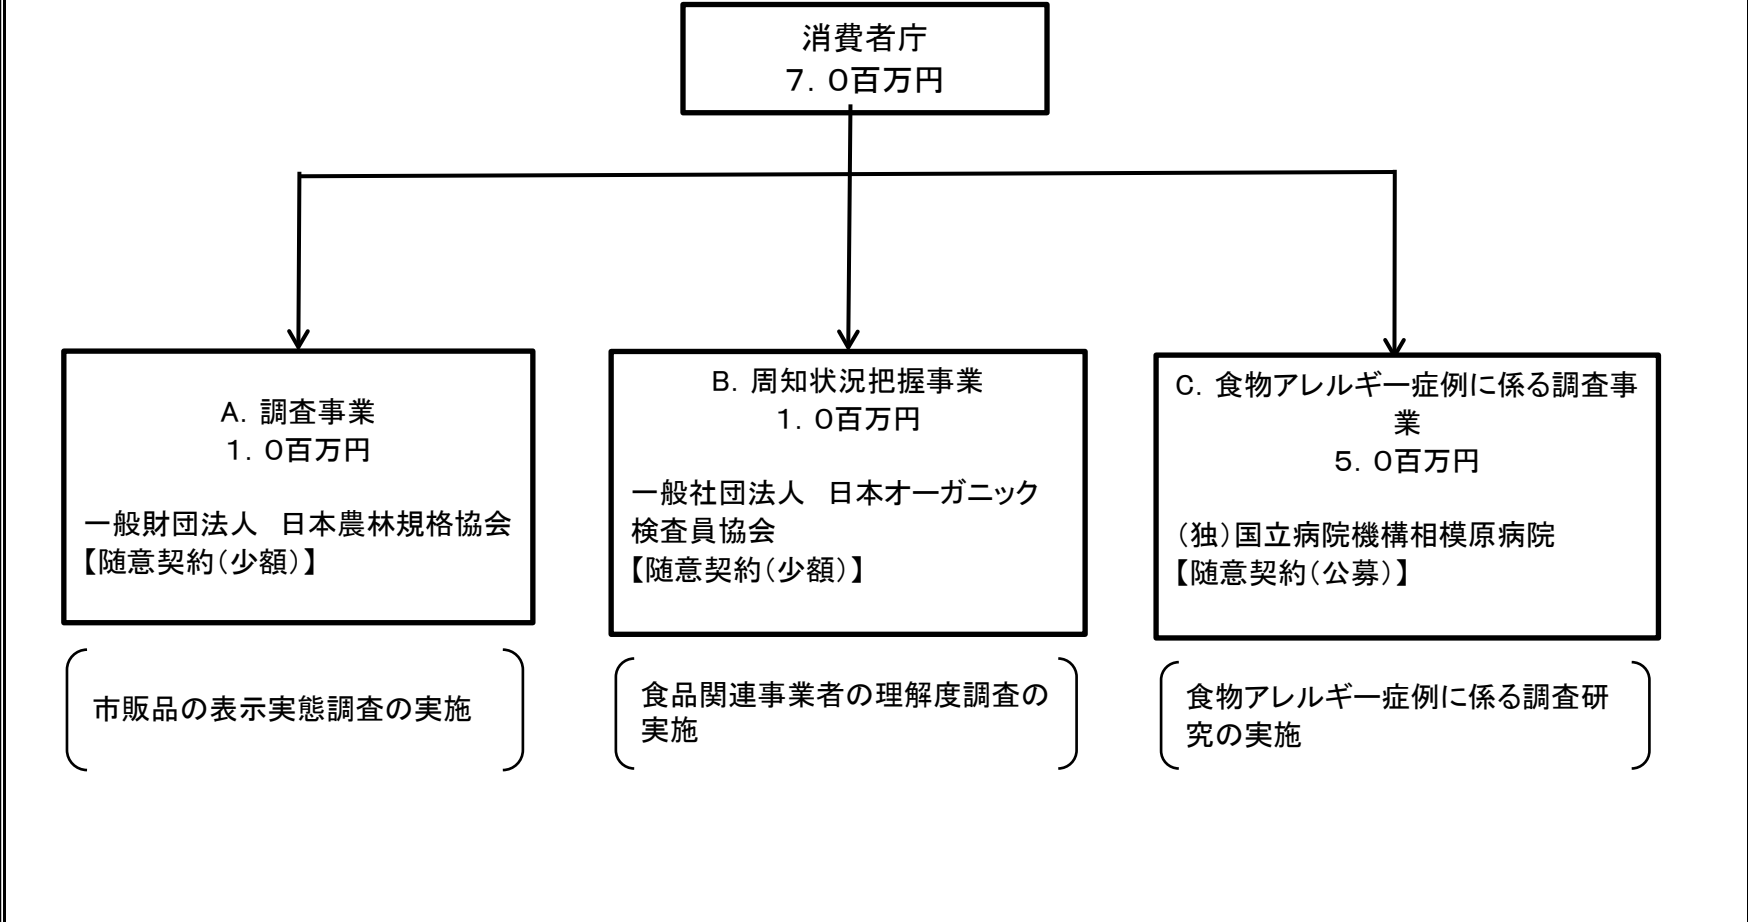 消費者庁
７．０百万円
A．調査事業
１．０百万円
一般財団法人　日本農林規格協会
【随意契約（少額）】
B．周知状況把握事業
１．０百万円
一般社団法人　日本オーガニック
検査員協会
【随意契約（少額）】
C．食物アレルギー症例に係る調査事
業
５．０百万円
（独）国立病院機構相模原病院
【随意契約（公募）】
市販品の表示実態調査の実施
食品関連事業者の理解度調査の
実施
食物アレルギー症例に係る調査研
究の実施